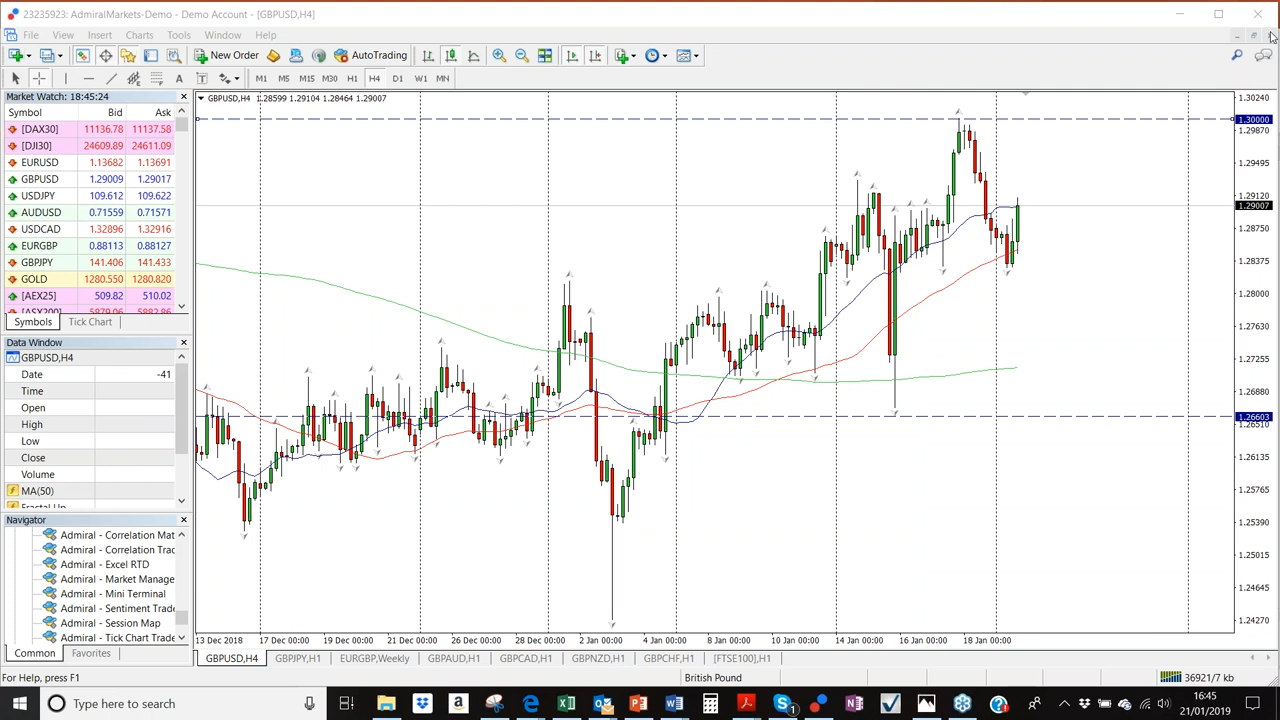 23235923: AdmiralMarkets-Demo - Demo Account - [GBPUSD,H4]
File View Insert Charts Tools Window Help
New Order AutoTrading
A T M1 M5 M15 M30 H1 H4 D1 W1 MN
Market Watch: 18:45:24
Symbol Bid Ask
[DAX30] 11136.78 11137.58
[DJI30] 24609.89 24611.09
EURUSD 1.13682 1.13691
GBPUSD 1.29009 1.29017
USDJPY 109.612 109.622
AUDUSD 0.71559 0.71571
USDCAD 1.32896 1.32916
EURGBP 0.88113 0.88127
GBPJPY 141.406 141.433
GOLD 1280.550 1280.820
[AEX25] 509.82 510.02
[ASX200] 5879.06 5882.86
Symbols Tick Chart
Data Window
GBPUSD,H4
Date -41
Time
Open
High
Low
Close
Volume
MA(50)
Fractal Up
Navigator
Admiral - Correlation Mat
Admiral - Correlation Trad
Admiral - Excel RTD
Admiral - Market Manage
Admiral - Mini Terminal
Admiral - Sentiment Trade
Admiral - Session Map
Admiral - Tick Chart Trade
Common Favorites
GBPUSD,H4 1.28599 1.29104 1.28464 1.29007
1.30240
1.30000
1.29870
1.29495
1.29120
1.29007
1.28750
1.28375
1.28000
1.27630
1.27255
1.26880
1.26603
1.26510
1.26135
1.25765
1.25390
1.25015
1.24645
1.24270
13 Dec 2018 17 Dec 00:00 19 Dec 00:00 21 Dec 00:00 26 Dec 00:00 28 Dec 00:00 2 Jan 00:00 4 Jan 00:00 8 Jan 00:00 10 Jan 00:00 14 Jan 00:00 16 Jan 00:00 18 Jan 00:00
GBPUSD,H4 GBPJPY,H1 EURGBP,Weekly GBPAUD,H1 GBPCAD,H1 GBPNZD,H1 GBPCHF,H1 [FTSE100],H1
For Help, press F1 British Pound 36921/7 kb
Type here to search
16:45
21/01/2019